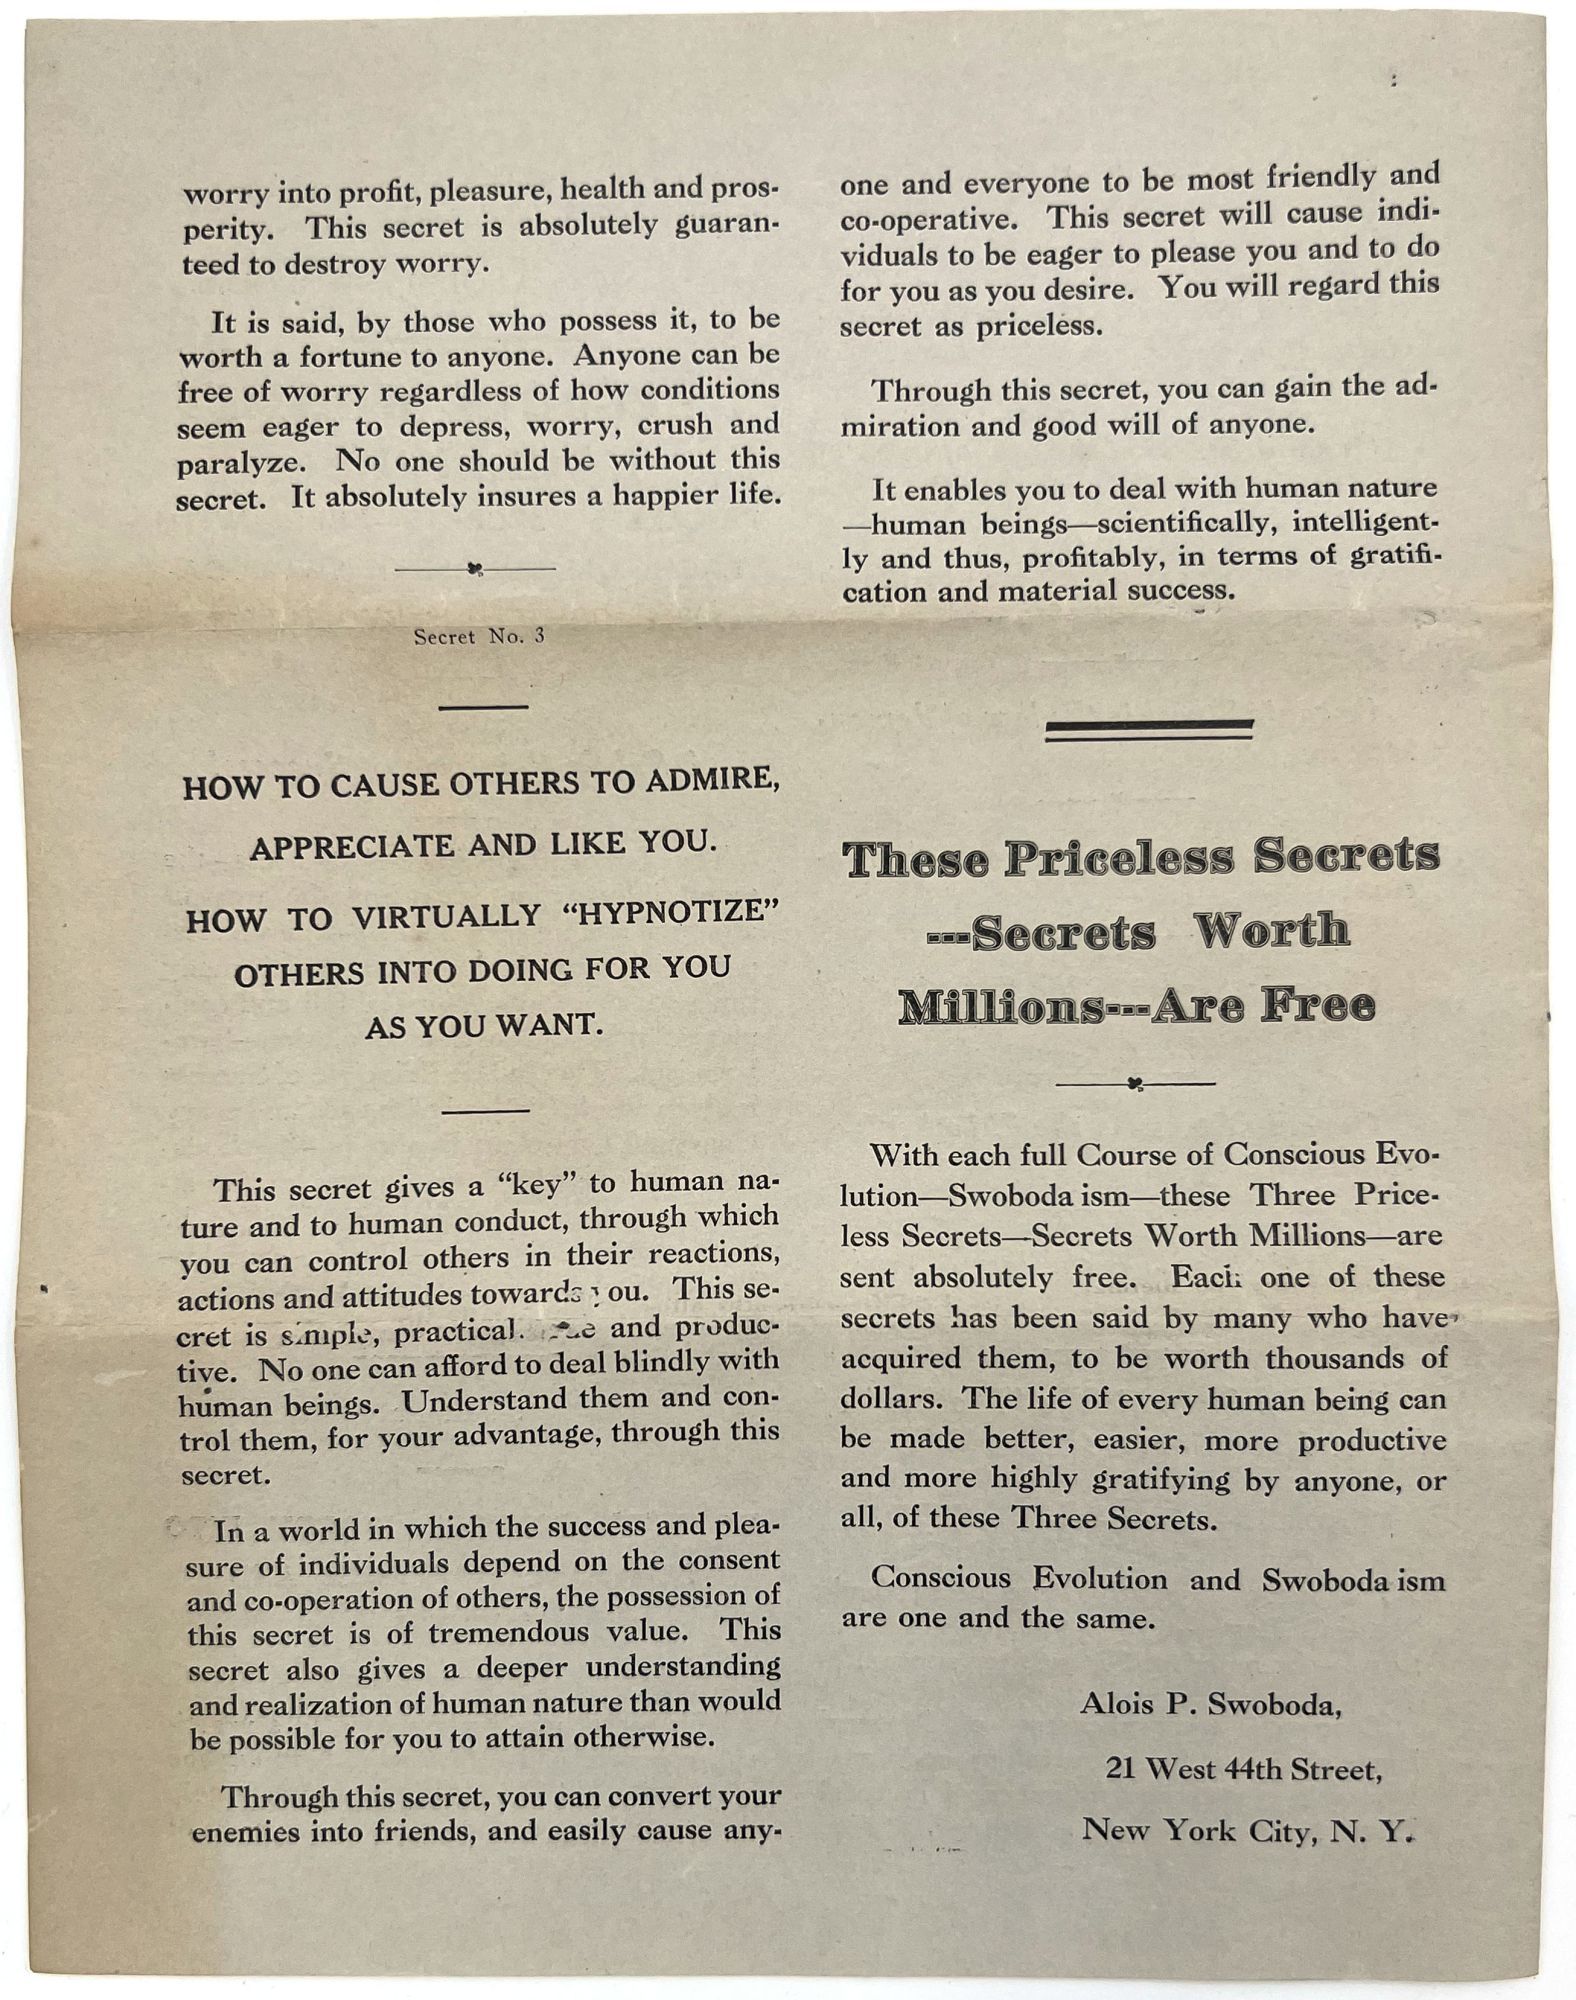 worry into profit, pleasure, health and pros-
perity. This secret is absolutely guaran-
teed to destroy worry.
It is said, by those who possess it, to be
worth a fortune to anyone. Anyone can be
free of worry regardless of how conditions
seem eager to depress, worry, crush and
paralyze. No one should be without this
secret. It absolutely insures a happier life.
Secret No. 3
HOW TO CAUSE OTHERS TO ADMIRE,
APPRECIATE AND LIKE YOU.
HOW TO VIRTUALLY “HYPNOTIZE”
OTHERS INTO DOING FOR YOU
AS YOU WANT.
This secret gives a “key” to human na-
ture and to human conduct, through which
you can control others in their reactions,
actions and attitudes towards you. This se-
cret is simple, practical, and produc-
tive. No one can afford to deal blindly with
human beings. Understand them and con-
trol them, for your advantage, through this
secret.
In a world in which the success and plea-
sure of individuals depend on the consent
and co-operation of others, the possession of
this secret is of tremendous value. This
secret also gives a deeper understanding
and realization of human nature than would
be possible for you to attain otherwise.
Through this secret, you can convert your
enemies into friends, and easily cause any-
one and everyone to be most friendly and
co-operative. This secret will cause indi-
viduals to be eager to please you and to do
for you as you desire. You will regard this
secret as priceless.
Through this secret, you can gain the ad-
miration and good will of anyone.
It enables you to deal with human nature
—human beings—scientifically, intelligent-
ly and thus, profitably, in terms of gratifi-
cation and material success.
These Priceless Secrets
---Secrets Worth
Millions---Are Free
With each full Course of Conscious Evo-
lution—Swoboda ism—these Three Price-
less Secrets—Secrets Worth Millions—are
sent absolutely free. Each one of these
secrets has been said by many who have
acquired them, to be worth thousands of
dollars. The life of every human being can
be made better, easier, more productive
and more highly gratifying by anyone, or
all, of these Three Secrets.
Conscious Evolution and Swoboda ism
are one and the same.
Alois P. Swoboda,
21 West 44th Street,
New York City, N. Y.